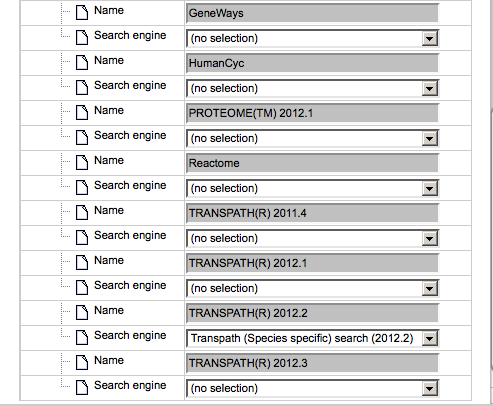 Name GeneWays
Search engine (no selection)
Name HumanCyc
Search engine (no selection)
Name PROTEOME(TM) 2012.1
Search engine (no selection)
Name Reactome
Search engine (no selection)
Name TRANSPATH(R) 2011.4
Search engine (no selection)
Name TRANSPATH(R) 2012.1
Search engine (no selection)
Name TRANSPATH(R) 2012.2
Search engine Transpath (Species specific) search (2012.2)
Name TRANSPATH(R) 2012.3
Search engine (no selection)